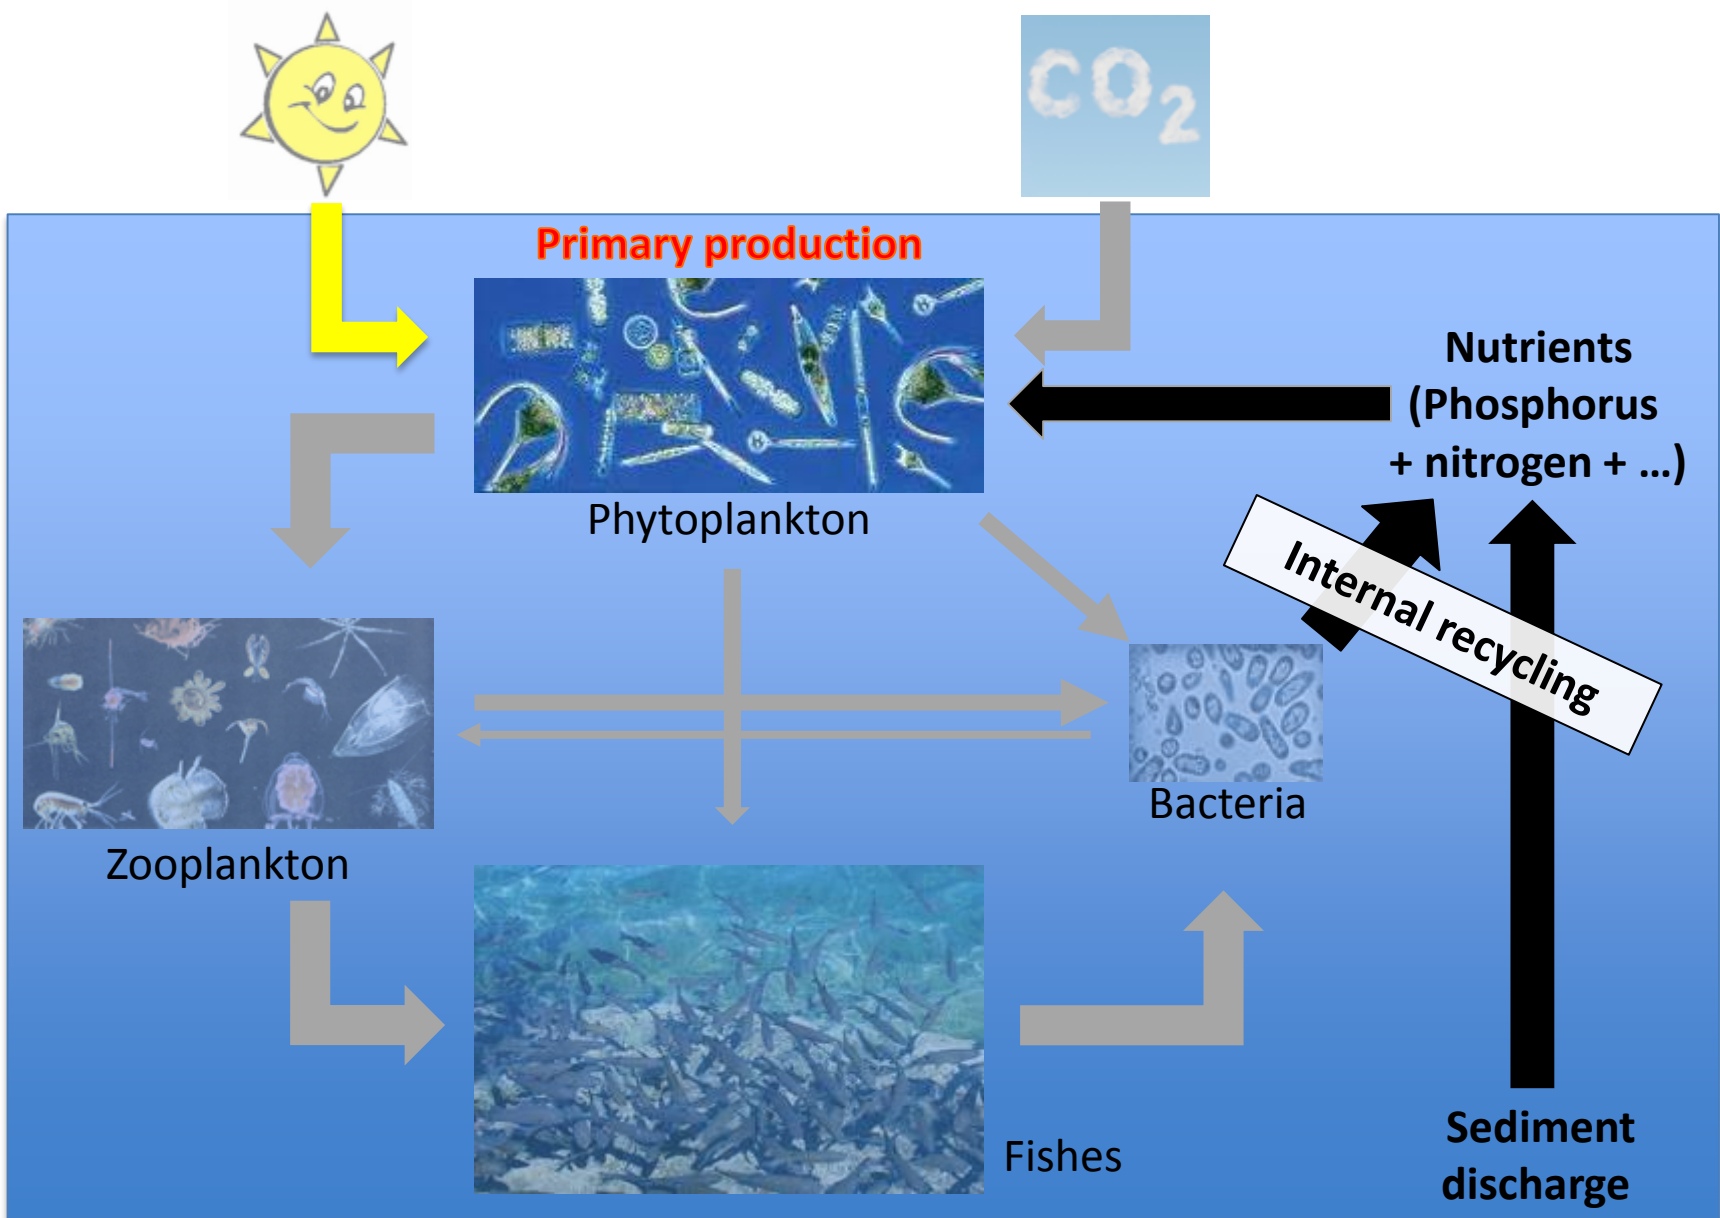 CO2
Primary production
Nutrients
(Phosphorus
+ nitrogen + ...)
Phytoplankton
Internal recycling
Bacteria
Zooplankton
Fishes
Sediment
discharge